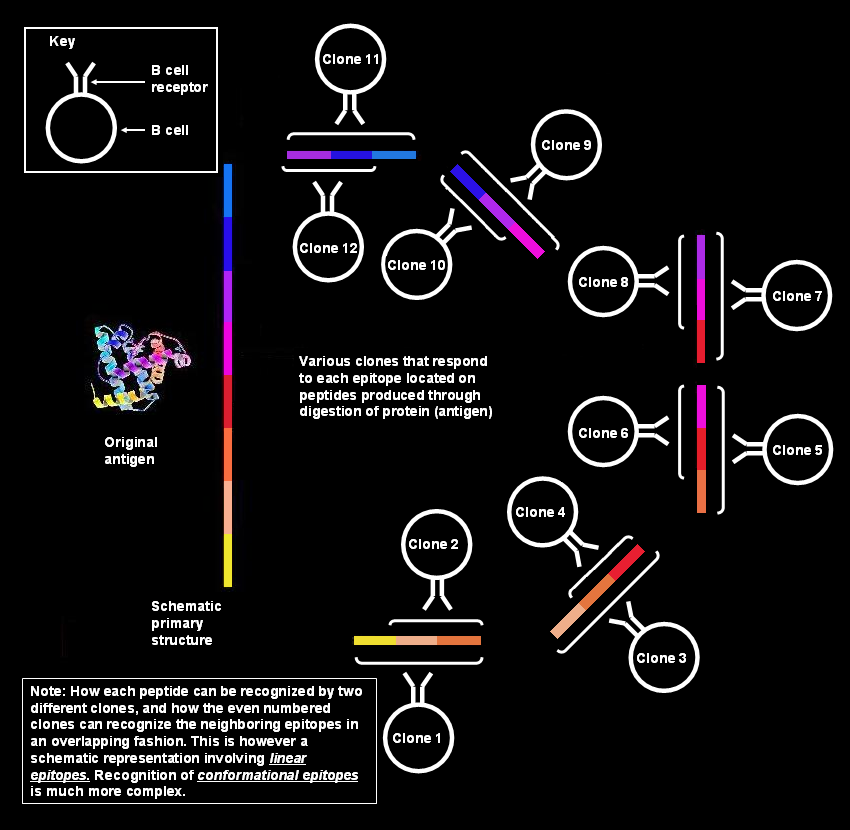 Key
B cell
receptor
B cell
Clone 11
Clone 9
Clone 12
Clone 10
Clone 8
Clone 7
Various clones that respond
to each epitope located on
peptides produced through
digestion of protein (antigen)
Original
antigen
Clone 6
Clone 5
Clone 4
Clone 2
Schematic
primary
structure
Clone 3
Clone 1
Note: How each peptide can be recognized by two
different clones, and how the even numbered
clones can recognize the neighboring epitopes in
an overlapping fashion. This is however a
schematic representation involving linear
epitopes. Recognition of conformational epitopes
is much more complex.